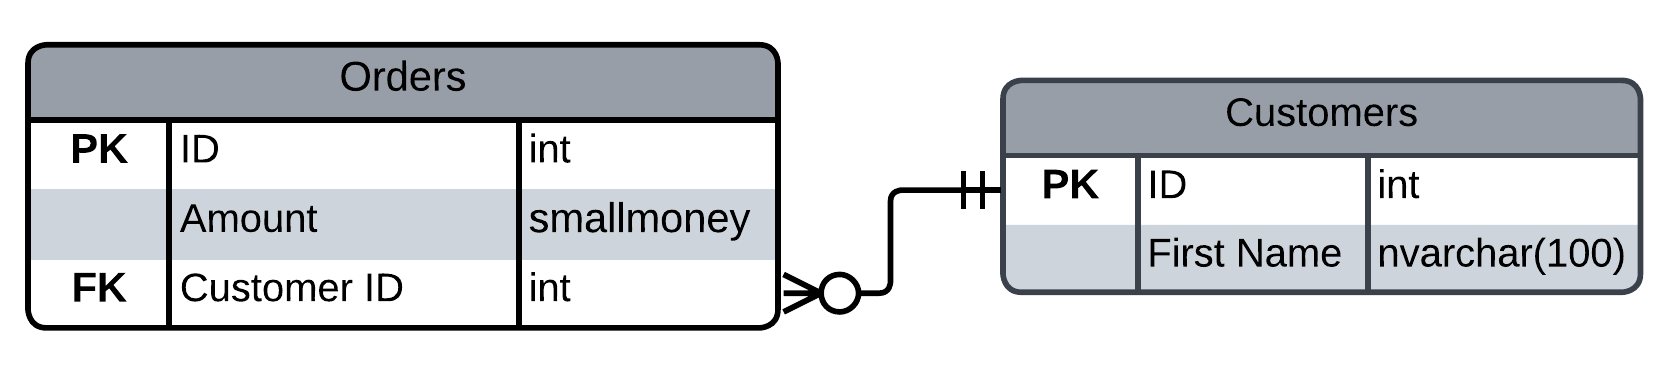 Orders
PK ID int
Amount smallmoney
FK Customer ID int
Customers
PK ID int
First Name nvarchar(100)